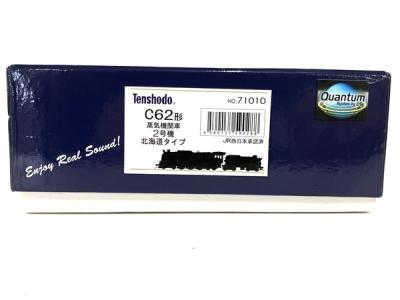 Tenshodo®
NO.71010
C62形
蒸気機関車
2号機
北海道タイプ
JR西日本承認済
Quantum
Enjoy Real Sound!